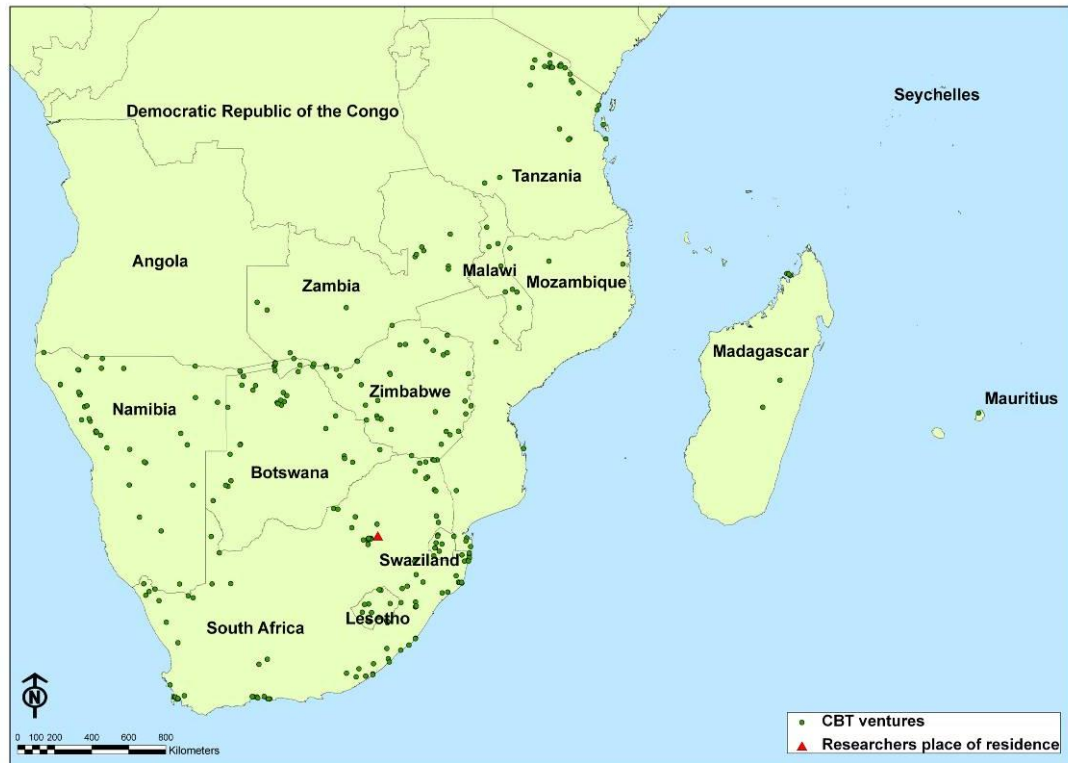 Seychelles
Democratic Republic of the Congo
Tanzania
Angola
Malawi
Mozambique
Zambia
Madagascar
Zimbabwe
Mauritius
Namibia
Botswana
Swaziland
Lesotho
South Africa
N
0 100 200 400 600 800
Kilometers
CBT ventures
Researchers place of residence